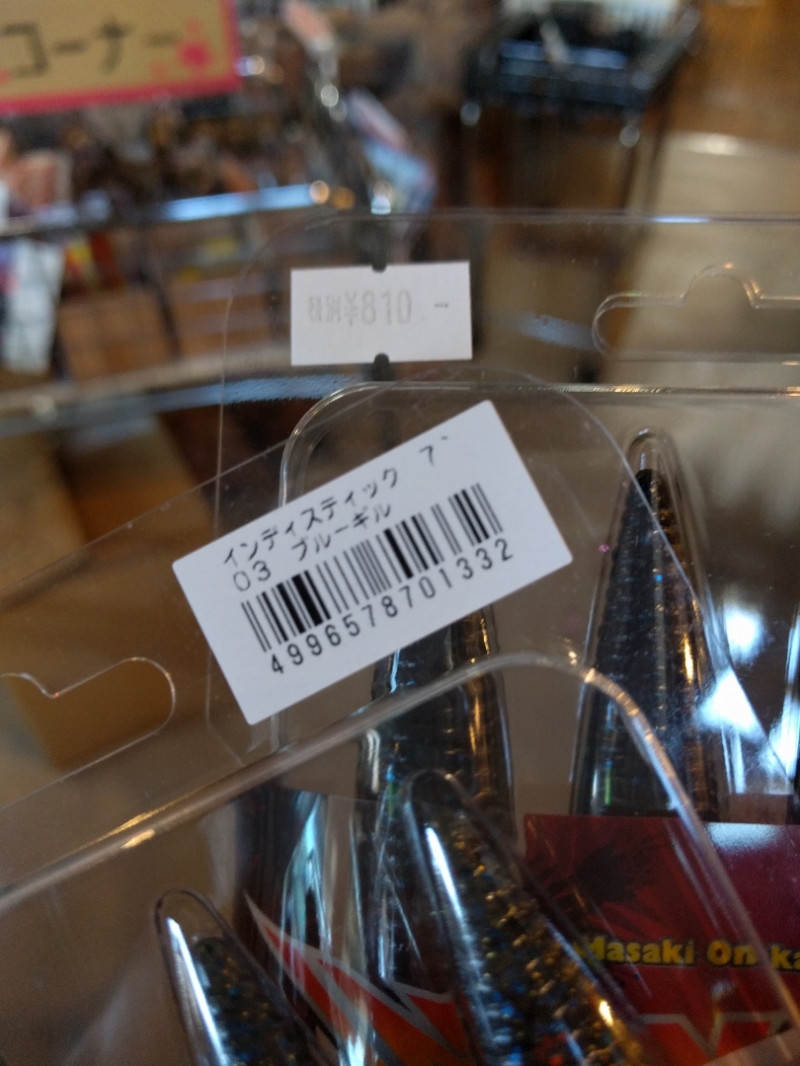 コーナー
税別¥810.-
インディスティック ブ
03 ブルーギル
4996578701332
Masaki On